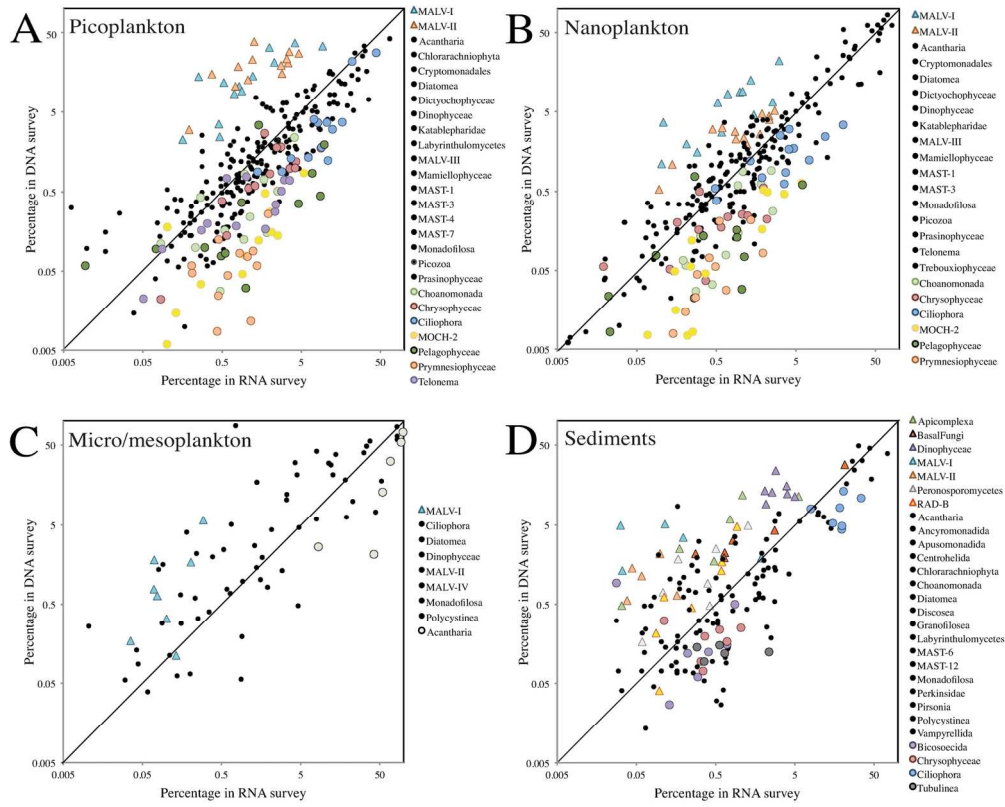 A Picoplankton
Percentage in DNA survey
50
5
0.5
0.05
0.005
0.005
0.05
0.5
5
50
Percentage in RNA survey
MALV-I
MALV-II
Acantharia
Chlorarachniophyta
Cryptomonadales
Diatomea
Dictyochophyceae
Dinophyceae
Katablepharidae
Labyrinthulomycetes
MALV-III
Mamiellophyceae
MAST-1
MAST-3
MAST-4
MAST-7
Monadofilosa
Picozoa
Prasinophyceae
Choanomonada
Chrysophyceae
Ciliophora
MOCH-2
Pelagophyceae
Prymnesiophyceae
Telonema
B Nanoplankton
Percentage in DNA survey
50
5
0.5
0.05
0.005
0.005
0.05
0.5
5
50
Percentage in RNA survey
MALV-I
MALV-II
Acantharia
Cryptomonadales
Diatomea
Dictyochophyceae
Dinophyceae
Katablepharidae
MALV-III
Mamiellophyceae
MAST-1
MAST-3
Monadofilosa
Picozoa
Prasinophyceae
Telonema
Trebouxiophyceae
Choanomonada
Chrysophyceae
Ciliophora
MOCH-2
Pelagophyceae
Prymnesiophyceae
C Micro/mesoplankton
Percentage in DNA survey
50
5
0.5
0.05
0.005
0.005
0.05
0.5
5
50
Percentage in RNA survey
MALV-I
Ciliophora
Diatomea
Dinophyceae
MALV-II
MALV-IV
Monadofilosa
Polycystinea
Acantharia
D Sediments
Percentage in DNA survey
50
5
0.5
0.05
0.005
0.005
0.05
0.5
5
50
Percentage in RNA survey
Apicomplexa
BasalFungi
Dinophyceae
MALV-I
MALV-II
Peronosporomycetes
RAD-B
Acantharia
Ancyromonadida
Apusomonadida
Centrohelida
Chlorarachniophyta
Choanomonada
Diatomea
Discosea
Granofilosea
Labyrinthulomycetes
MAST-6
MAST-12
Monadofilosa
Perkinsidae
Pirsonia
Polycystinea
Vampyrellida
Bicosoecida
Chrysophyceae
Ciliophora
Tubulinea